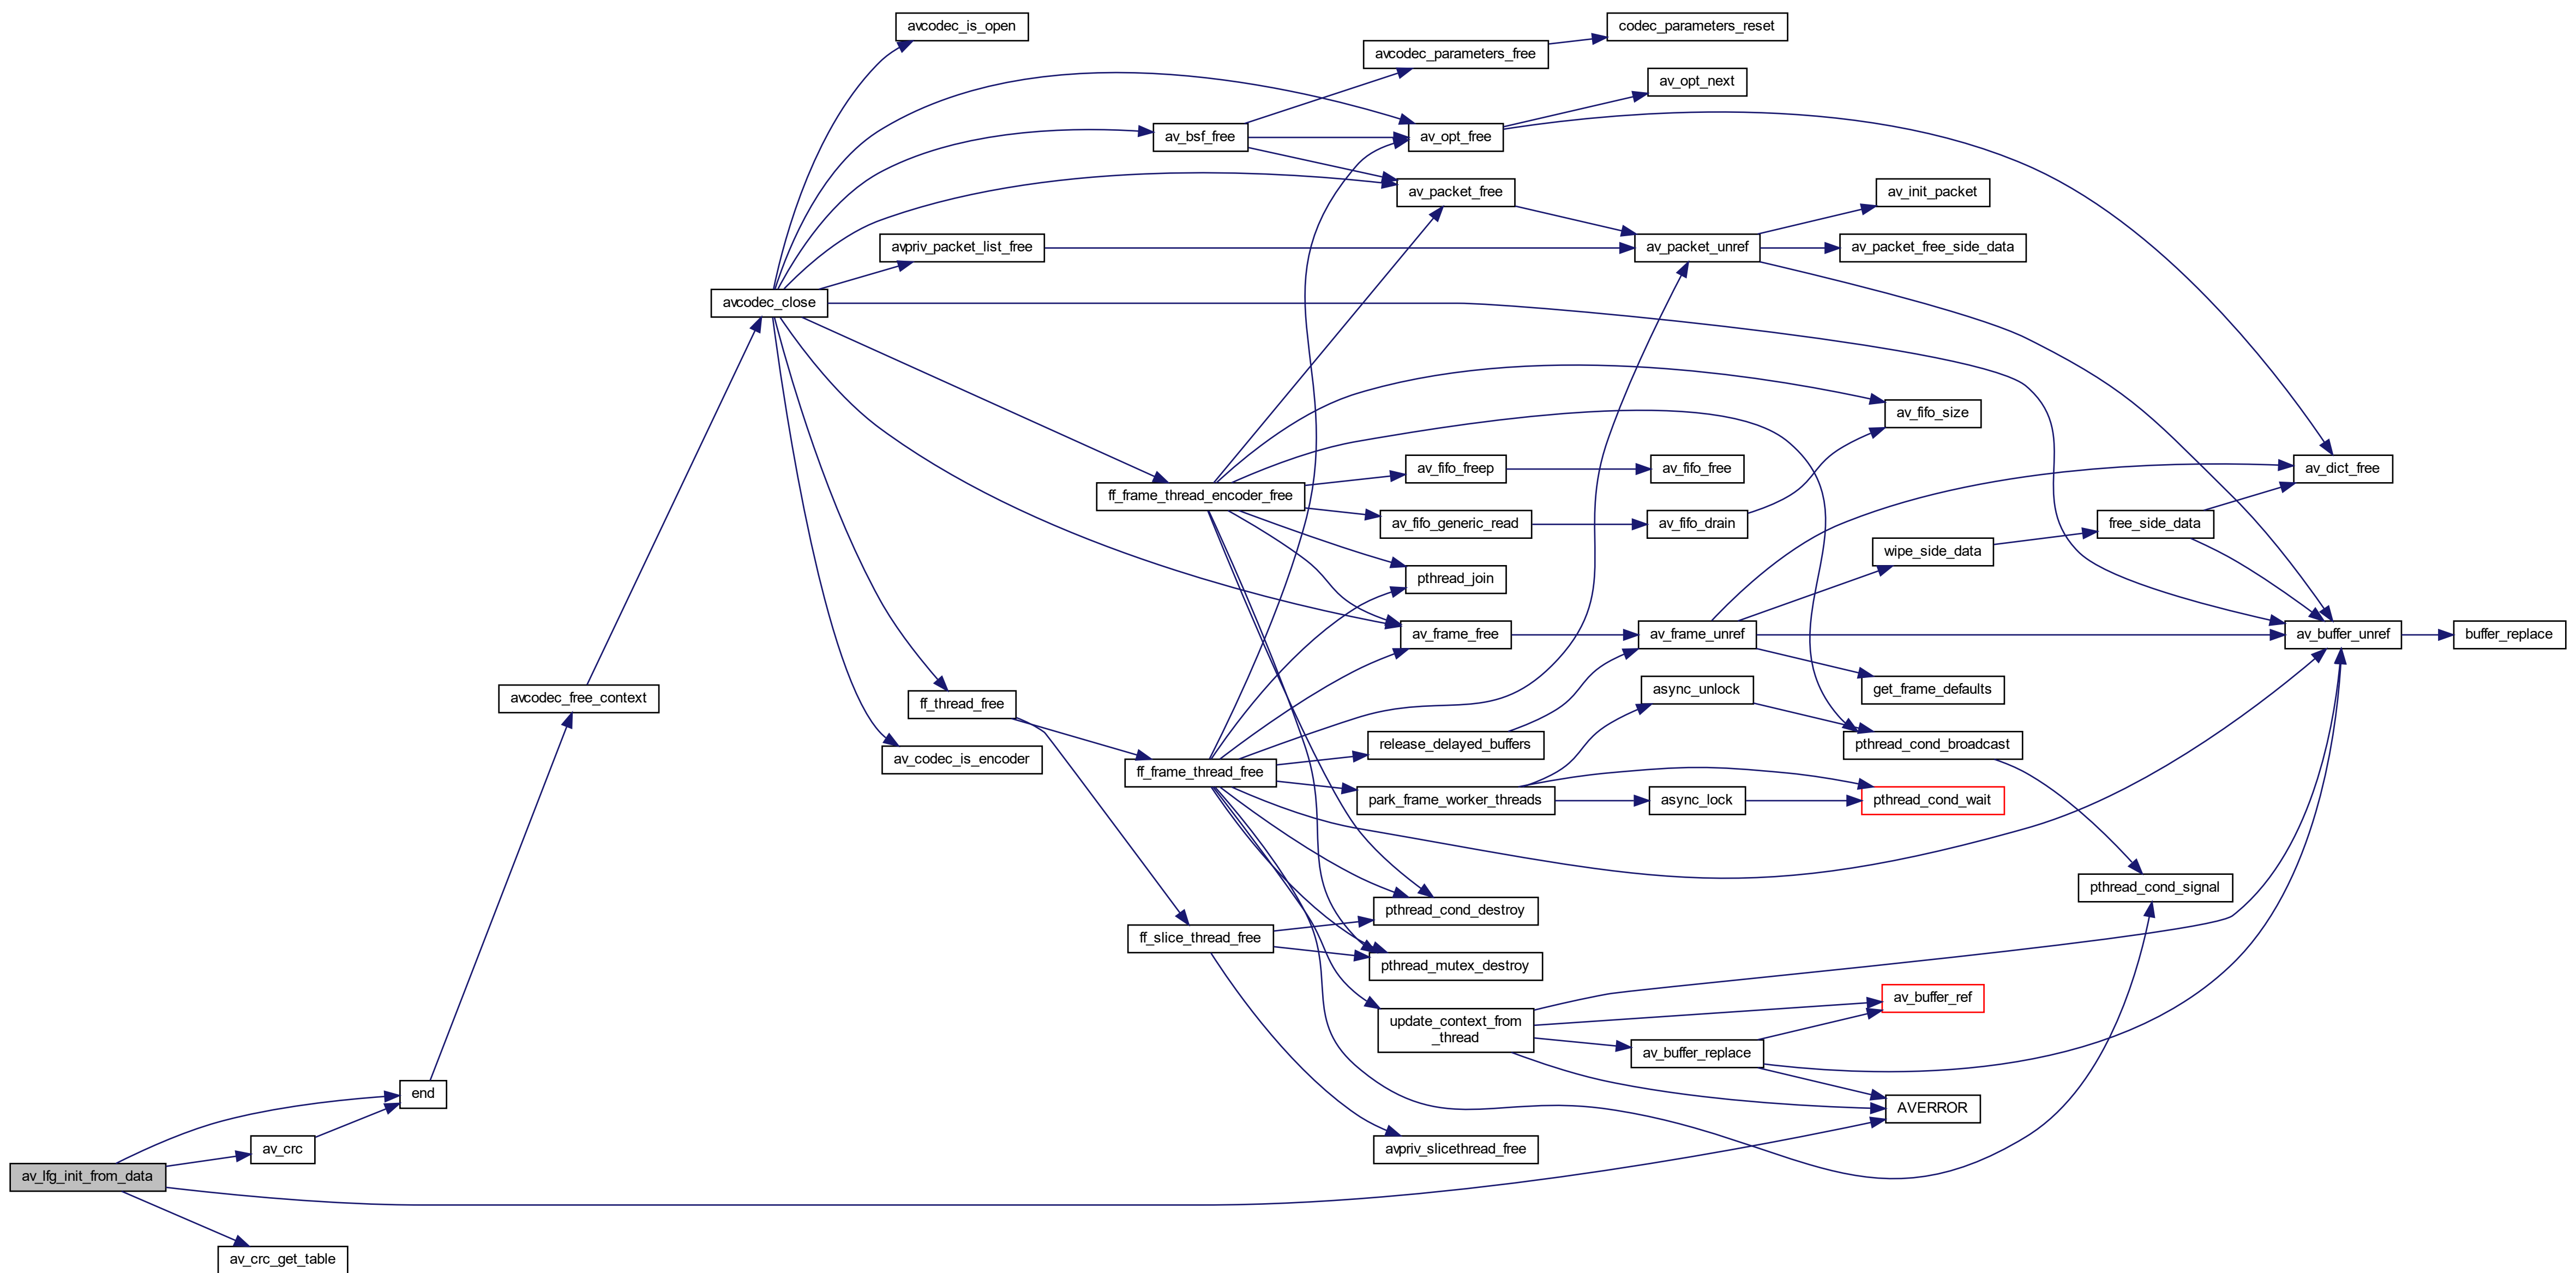 avcodec_is_open
codec_parameters_reset
avcodec_parameters_free
av_opt_next
av_bsf_free
av_opt_free
av_packet_free
av_init_packet
avpriv_packet_list_free
av_packet_unref
av_packet_free_side_data
avcodec_close
av_fifo_size
av_fifo_freep
av_fifo_free
av_dict_free
ff_frame_thread_encoder_free
av_fifo_generic_read
av_fifo_drain
free_side_data
wipe_side_data
pthread_join
av_frame_free
av_frame_unref
av_buffer_unref
buffer_replace
avcodec_free_context
async_unlock
get_frame_defaults
ff_thread_free
release_delayed_buffers
pthread_cond_broadcast
av_codec_is_encoder
ff_frame_thread_free
park_frame_worker_threads
async_lock
pthread_cond_wait
pthread_cond_signal
pthread_cond_destroy
ff_slice_thread_free
pthread_mutex_destroy
av_buffer_ref
update_context_from
_thread
av_buffer_replace
end
AVERROR
av_crc
avpriv_slicethread_free
av_lfg_init_from_data
av_crc_get_table